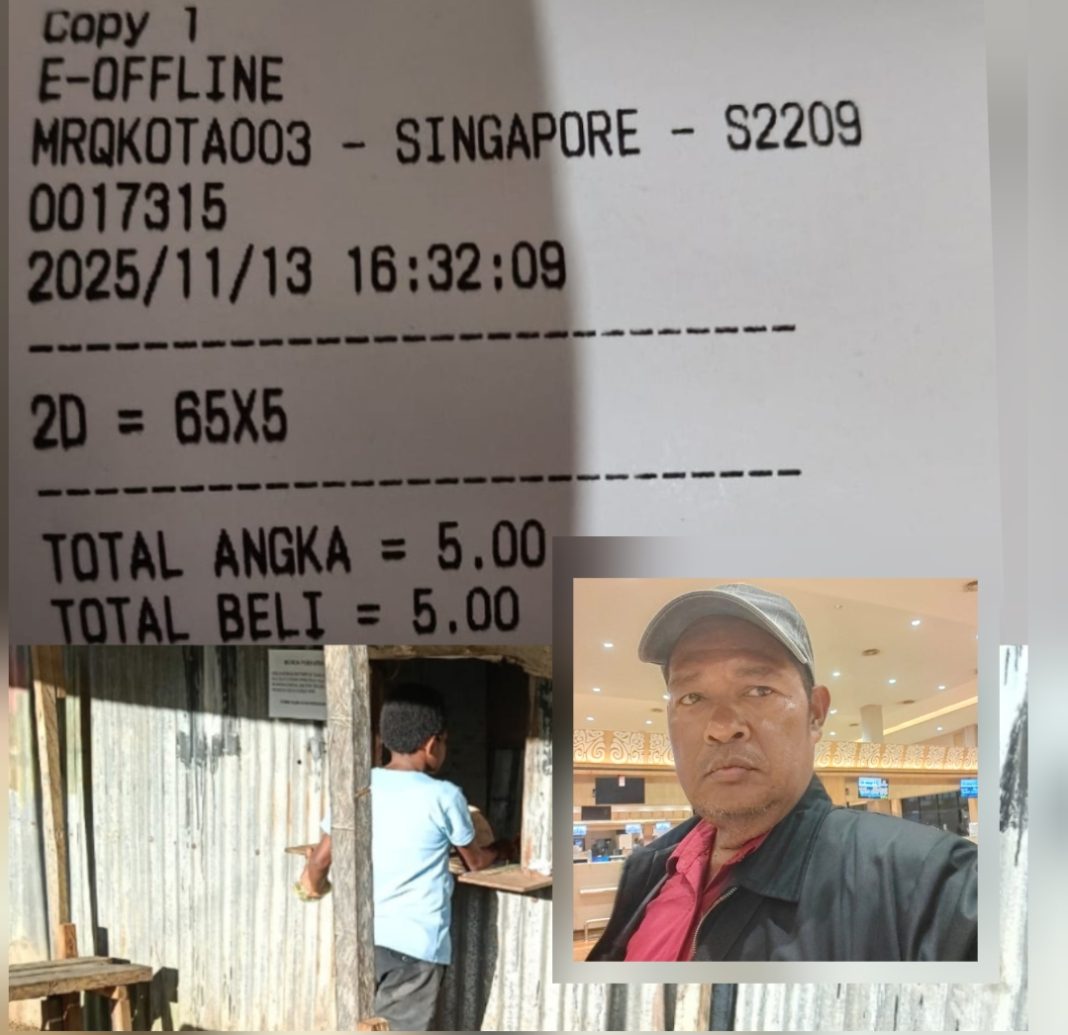 Copy 1
E-OFFLINE
MRQKOTA003 - SINGAPORE - S2209
0017315
2025/11/13 16:32:09
--------------------------
2D = 65X5
--------------------------
TOTAL ANGKA = 5.00
TOTAL BELI = 5.00